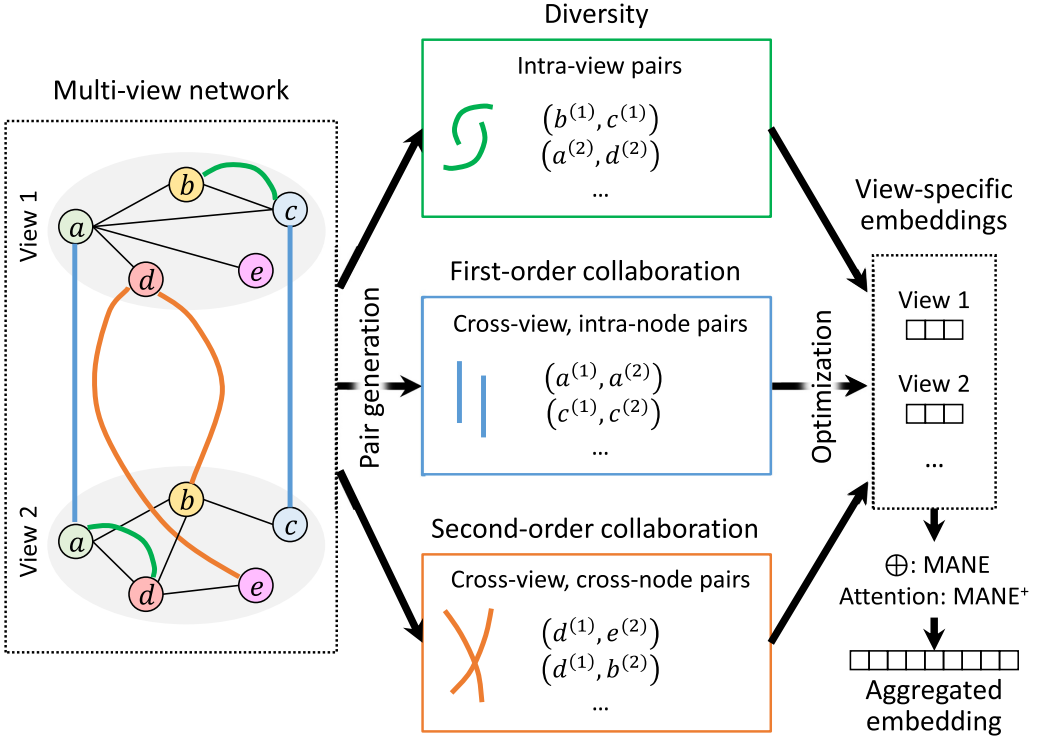 Multi-view network
View 1
a
b
c
d
e
View 2
a
b
c
d
e
Pair generation
Diversity
Intra-view pairs
(b⁽¹⁾, c⁽¹⁾)
(a⁽²⁾, d⁽²⁾)
...
First-order collaboration
Cross-view, intra-node pairs
(a⁽¹⁾, a⁽²⁾)
(c⁽¹⁾, c⁽²⁾)
...
Second-order collaboration
Cross-view, cross-node pairs
(d⁽¹⁾, e⁽²⁾)
(d⁽¹⁾, b⁽²⁾)
...
Optimization
View-specific
embeddings
View 1
View 2
...
⊕: MANE
Attention: MANE⁺
Aggregated
embedding